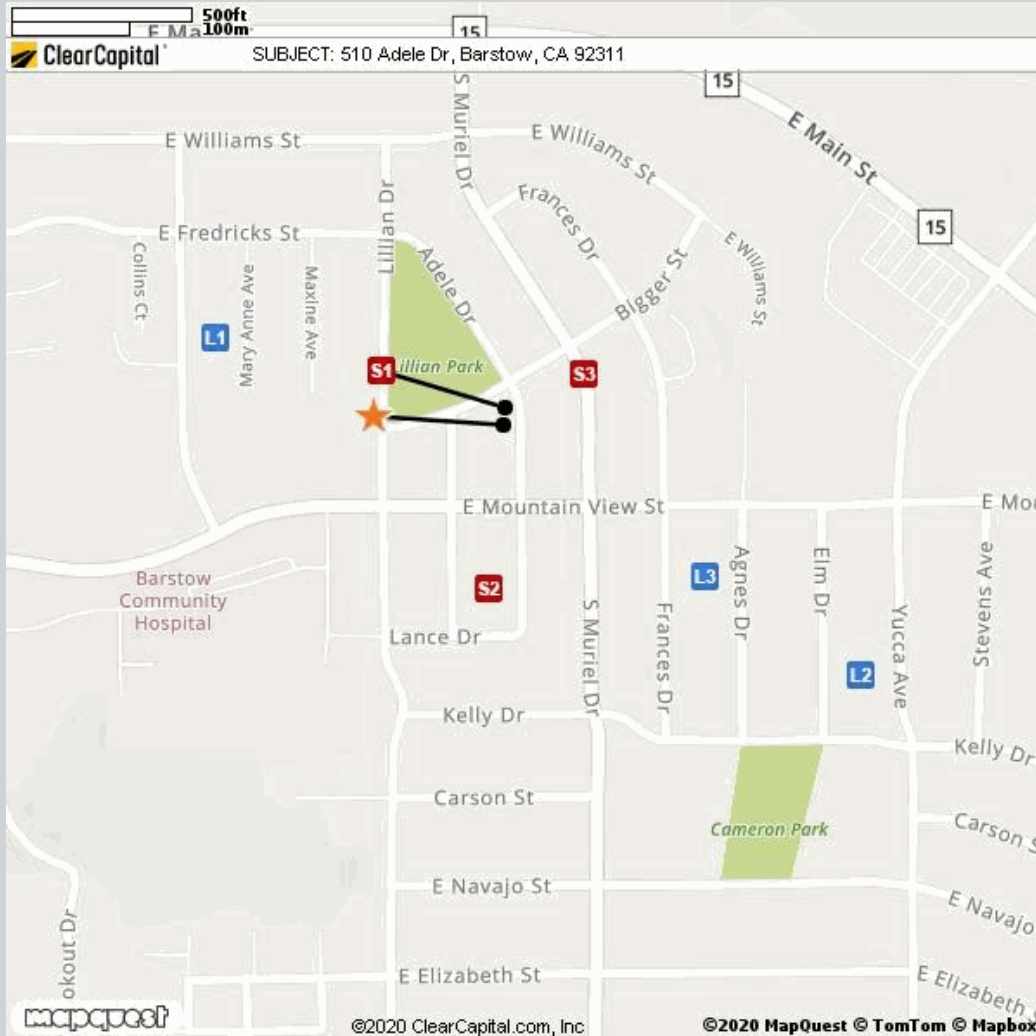 500ft
100m
E Ma
15
ClearCapital
SUBJECT: 510 Adele Dr, Barstow, CA 92311
15
E Main St
S Muriel Dr
E Williams St
E Williams St
Lillian Dr
Frances Dr
15
E Fredricks St
E Williams St
Collins Ct
Mary Anne Ave
Maxine Ave
Adele Dr
Bigger St
L1
S1
illian Park
S3
E Mountain View St
E Mou
Barstow
Community
Hospital
S2
L3
Agnes Dr
Elm Dr
Stevens Ave
Lance Dr
S Muriel Dr
Frances Dr
Yucca Ave
L2
Kelly Dr
Kelly Dr
Carson St
Cameron Park
Carson S
E Navajo St
E Navajo
okout Dr
E Elizabeth St
E Elizabeth
mapquest
©2020 ClearCapital.com, Inc
©2020 MapQuest © TomTom © Mapbox